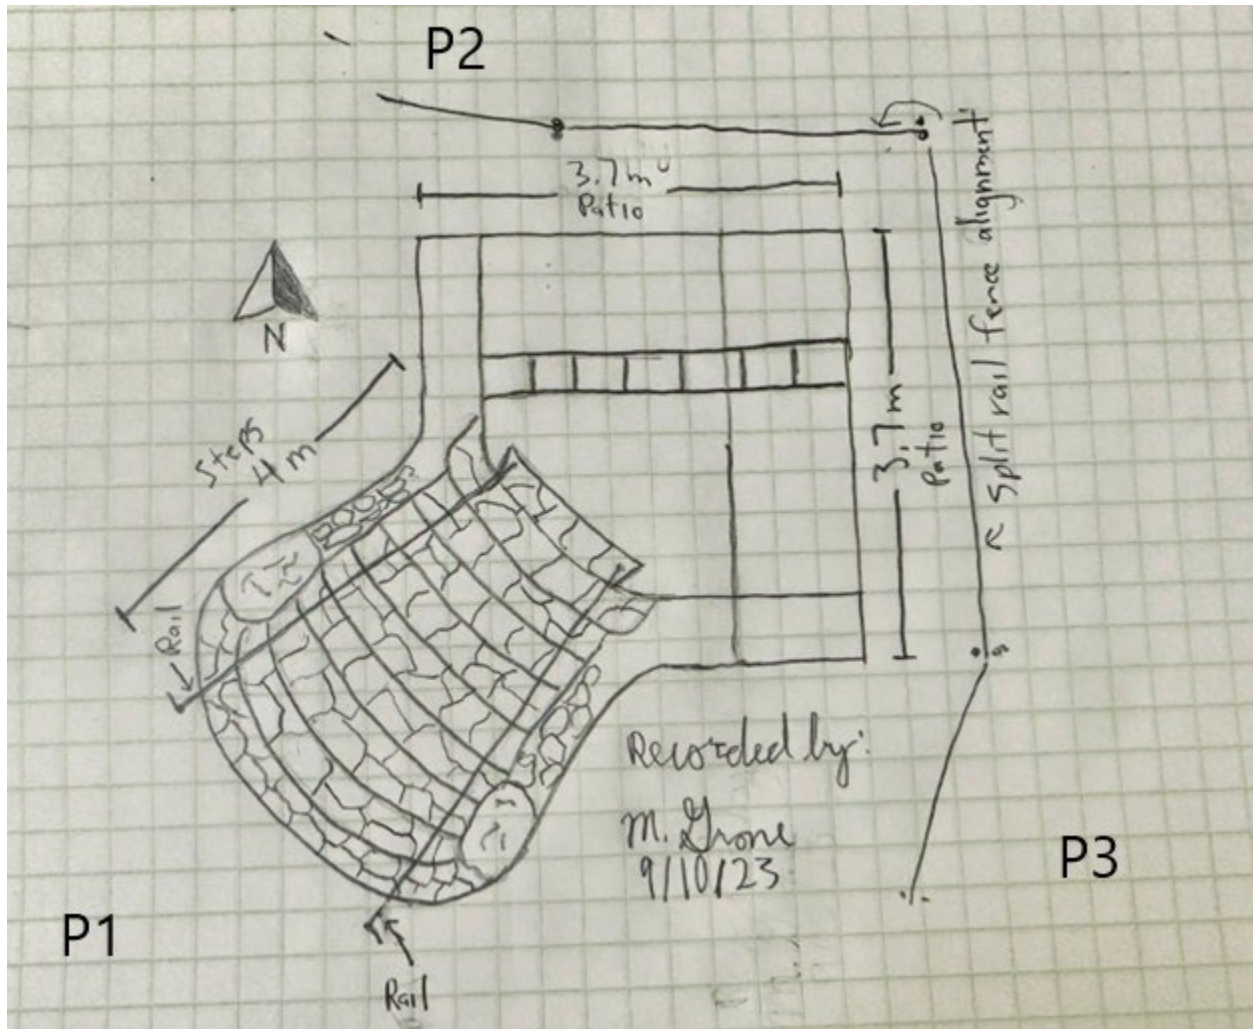 P2
3.7 m
Patio
Split rail fence alignment
N
Steps
4 m
3.7 m
Patio
Rail
Recorded by:
M. Grone
9/10/23
P3
P1
Rail